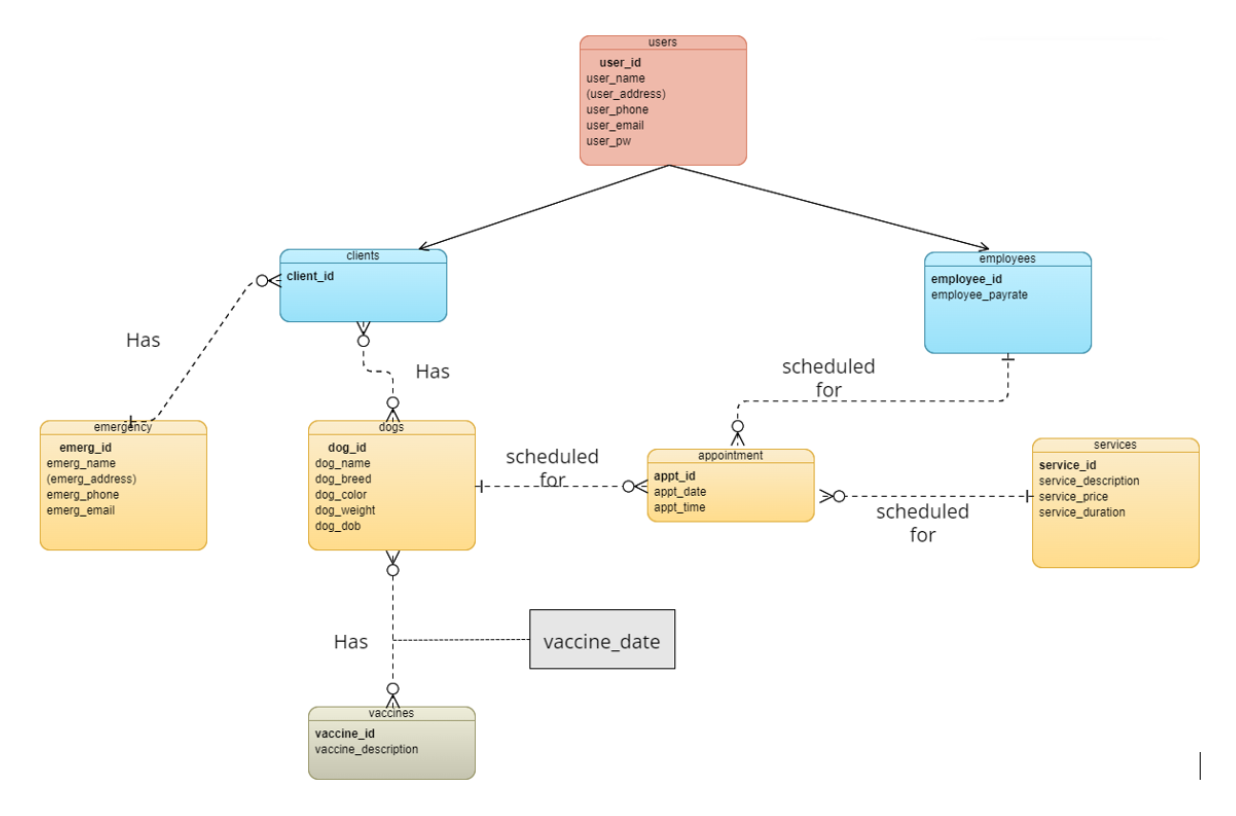 users
user_id
user_name
(user_address)
user_phone
user_email
user_pw
clients
client_id
employees
employee_id
employee_payrate
Has
Has
scheduled
for
emergency
emerg_id
emerg_name
(emerg_address)
emerg_phone
emerg_email
dogs
dog_id
dog_name
dog_breed
dog_color
dog_weight
dog_dob
scheduled
for
appointment
appt_id
appt_date
appt_time
scheduled
for
services
service_id
service_description
service_price
service_duration
Has
vaccine_date
vaccines
vaccine_id
vaccine_description